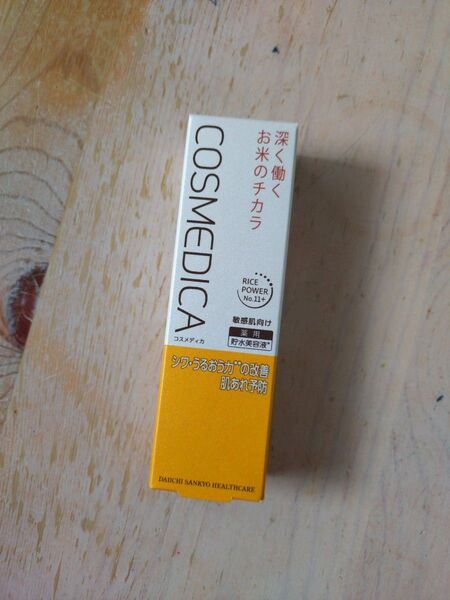 深く働く
お米のチカラ
COSMEDICA
コスメディカ
RICE
POWER
No.11+
敏感肌向け
薬用
貯水美容液*
シワ・うるおう力**の改善
肌あれ予防
DAIICHI SANKYO HEALTHCARE